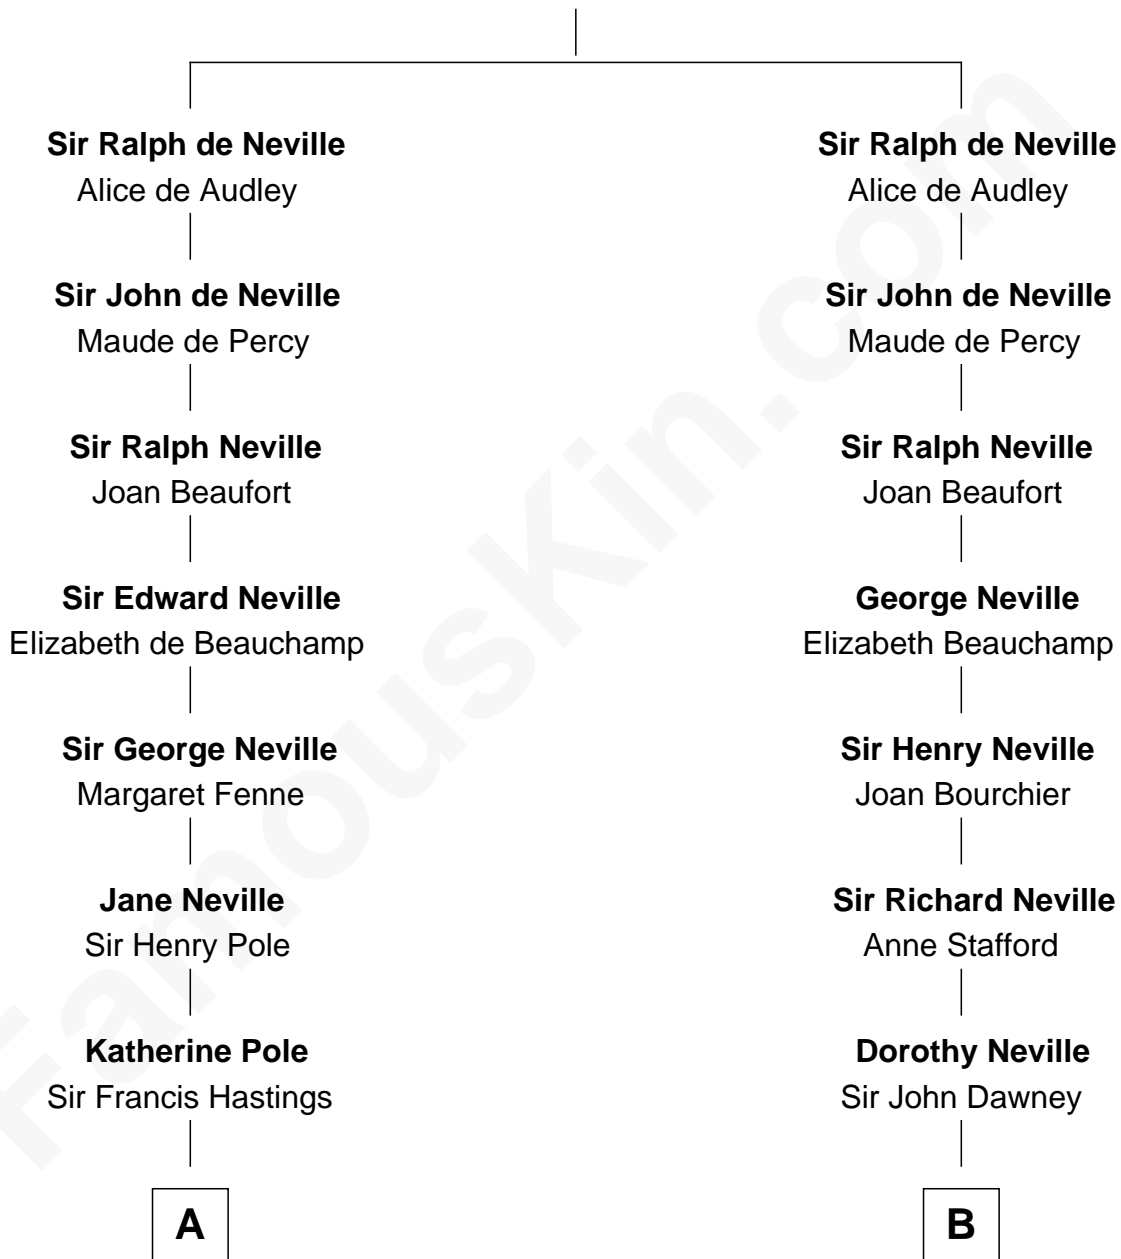 Sir Ralph de Neville
Alice de Audley
Sir John de Neville
Maude de Percy
Sir Ralph Neville
Joan Beaufort
Sir Edward Neville
Elizabeth de Beauchamp
Sir George Neville
Margaret Fenne
Jane Neville
Sir Henry Pole
Katherine Pole
Sir Francis Hastings
A
Sir Ralph de Neville
Alice de Audley
Sir John de Neville
Maude de Percy
Sir Ralph Neville
Joan Beaufort
George Neville
Elizabeth Beauchamp
Sir Henry Neville
Joan Bourchier
Sir Richard Neville
Anne Stafford
Dorothy Neville
Sir John Dawney
B
FamousKin.com